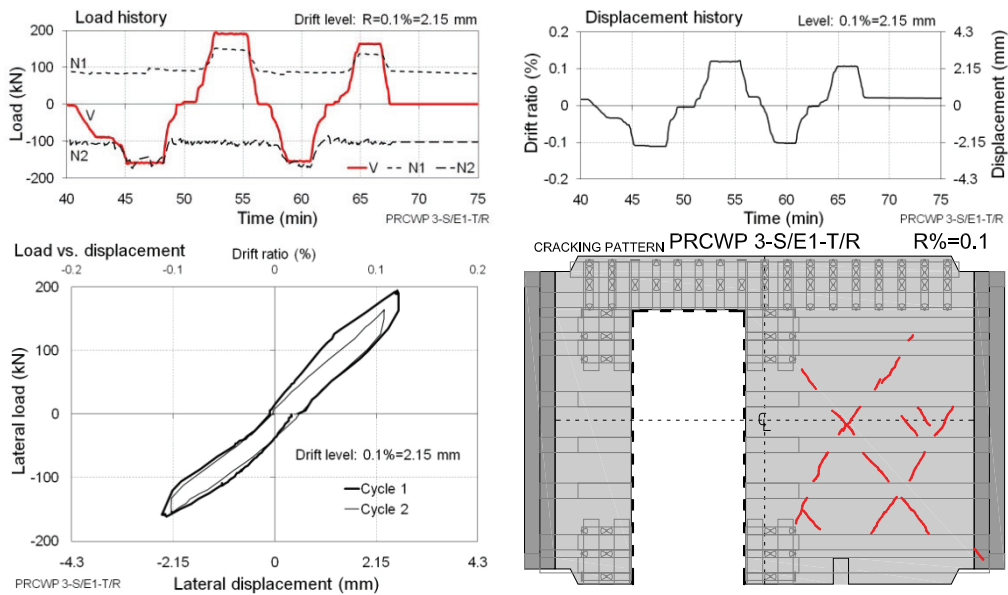 Load history
Drift level: R=0.1%=2.15 mm
200
100
0
-100
-200
Load (kN)
N1
V
N2
V N1 N2
40 45 50 55 60 65 70 75
Time (min)
PRCWP 3-S/E1-T/R
Displacement history
Level: 0.1%=2.15 mm
0.2
0.1
0
-0.1
-0.2
Drift ratio (%)
4.3
2.15
0
-2.15
-4.3
Displacement (mm)
40 45 50 55 60 65 70 75
Time (min)
PRCWP 3-S/E1-T/R
Load vs. displacement
Drift ratio (%)
-0.2 -0.1 0 0.1 0.2
200
100
0
-100
-200
Lateral load (kN)
Drift level: 0.1%=2.15 mm
Cycle 1
Cycle 2
-4.3 -2.15 0 2.15 4.3
PRCWP 3-S/E1-T/R
Lateral displacement (mm)
CRACKING PATTERN PRCWP 3-S/E1-T/R R%=0.1
℄